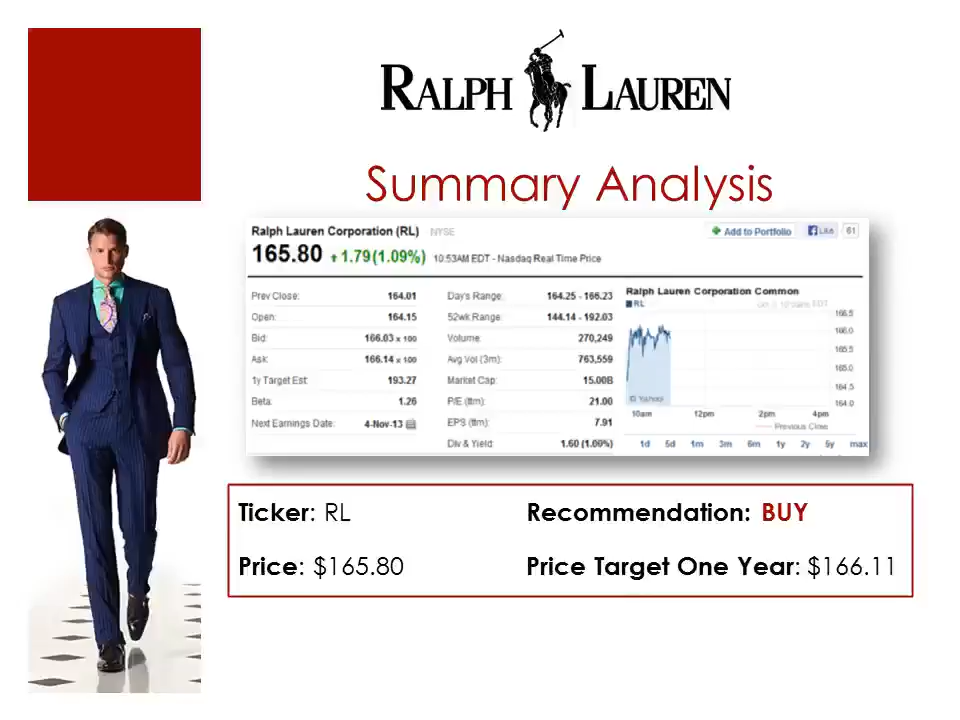 RALPH LAUREN
Summary Analysis
Ralph Lauren Corporation (RL) NYSE
Add to Portfolio
Like 61
165.80 1.79(1.09%) 10:53AM EDT - Nasdaq Real Time Price
Prev Close: 164.01
Open: 164.15
Bid: 166.03 x 100
Ask: 166.14 x 100
1y Target Est: 193.27
Beta: 1.26
Next Earnings Date: 4-Nov-13
Day's Range: 164.25 - 166.23
52wk Range: 144.14 - 192.03
Volume: 270,249
Avg Vol (3m): 763,559
Market Cap: 15.00B
P/E (ttm): 21.00
EPS (ttm): 7.91
Div & Yield: 1.60 (1.00%)
Ralph Lauren Corporation Common
RL
EDT
166.5
166.0
165.5
165.0
164.5
164.0
© Yahoo!
10am 12pm 2pm 4pm
Previous Close
1d 5d 1m 3m 6m 1y 2y 5y max
Ticker: RL
Recommendation: BUY
Price: $165.80
Price Target One Year: $166.11